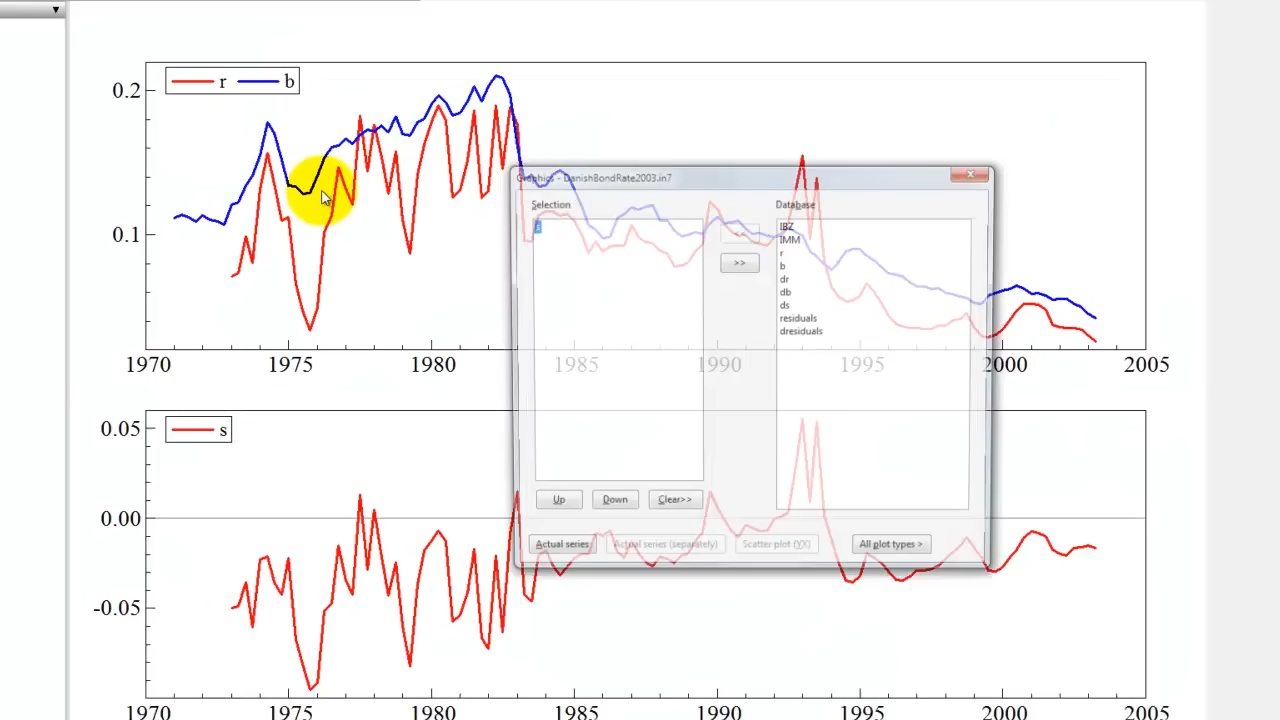 r b
0.2
0.1
1970 1975 1980 1985 1990 1995 2000 2005
Graphics - DanishBondRate2003.in7
Selection
Database
s
<<
>>
IBZ
IMM
r
b
dr
db
ds
residuals
dresiduals
Up Down Clear>>
Actual series Actual series (separately) Scatter plot (YX) All plot types >
s
0.05
0.00
-0.05
1970 1975 1980 1985 1990 1995 2000 2005